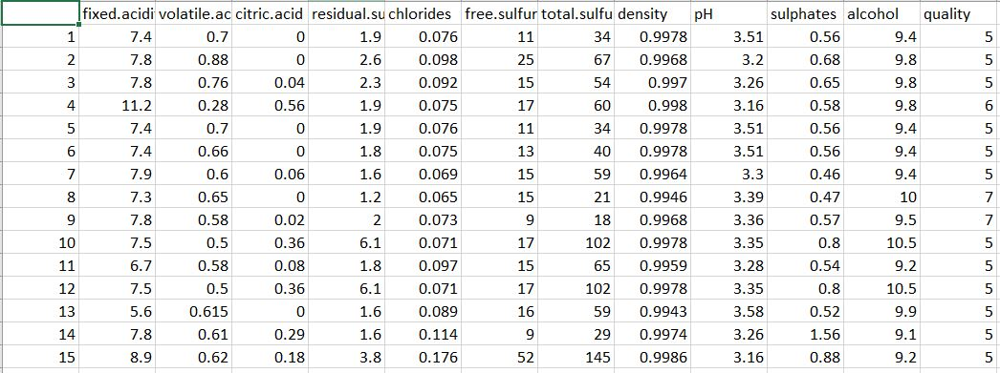 fixed.acidi volatile.ac citric.acid residual.su chlorides free.sulfur total.sulfu density pH sulphates alcohol quality
1 7.4 0.7 0 1.9 0.076 11 34 0.9978 3.51 0.56 9.4 5
2 7.8 0.88 0 2.6 0.098 25 67 0.9968 3.2 0.68 9.8 5
3 7.8 0.76 0.04 2.3 0.092 15 54 0.997 3.26 0.65 9.8 5
4 11.2 0.28 0.56 1.9 0.075 17 60 0.998 3.16 0.58 9.8 6
5 7.4 0.7 0 1.9 0.076 11 34 0.9978 3.51 0.56 9.4 5
6 7.4 0.66 0 1.8 0.075 13 40 0.9978 3.51 0.56 9.4 5
7 7.9 0.6 0.06 1.6 0.069 15 59 0.9964 3.3 0.46 9.4 5
8 7.3 0.65 0 1.2 0.065 15 21 0.9946 3.39 0.47 10 7
9 7.8 0.58 0.02 2 0.073 9 18 0.9968 3.36 0.57 9.5 7
10 7.5 0.5 0.36 6.1 0.071 17 102 0.9978 3.35 0.8 10.5 5
11 6.7 0.58 0.08 1.8 0.097 15 65 0.9959 3.28 0.54 9.2 5
12 7.5 0.5 0.36 6.1 0.071 17 102 0.9978 3.35 0.8 10.5 5
13 5.6 0.615 0 1.6 0.089 16 59 0.9943 3.58 0.52 9.9 5
14 7.8 0.61 0.29 1.6 0.114 9 29 0.9974 3.26 1.56 9.1 5
15 8.9 0.62 0.18 3.8 0.176 52 145 0.9986 3.16 0.88 9.2 5